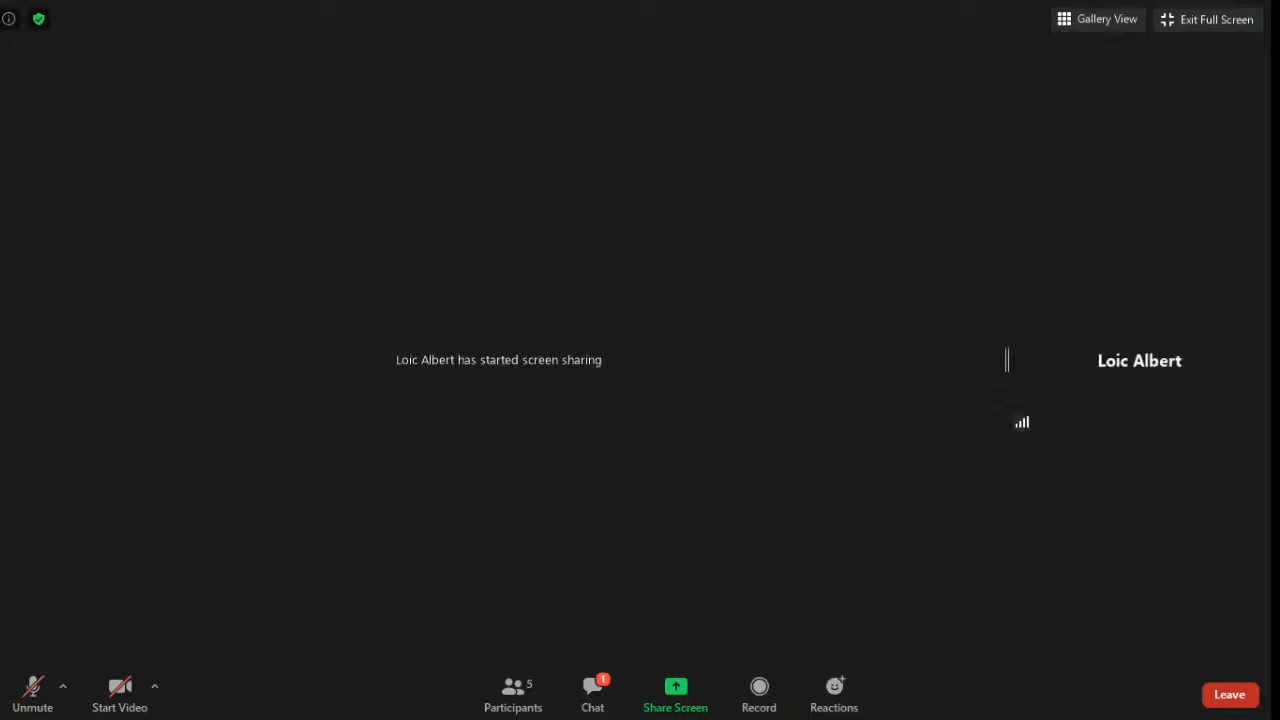 Gallery View
Exit Full Screen
Loic Albert has started screen sharing
Loic Albert
Unmute
Start Video
5
Participants
1
Chat
Share Screen
Record
Reactions
Leave